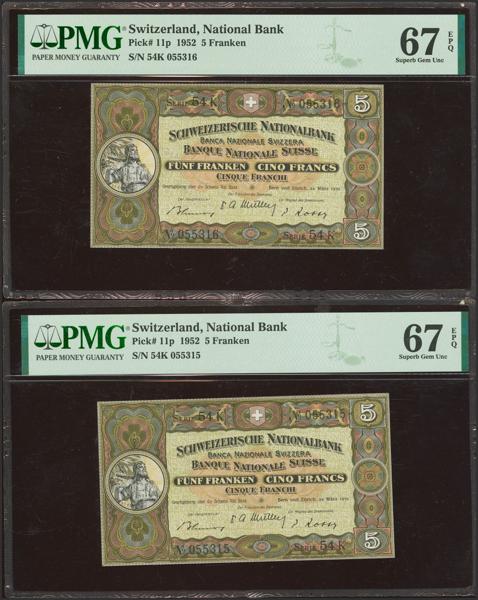 PMG
PAPER MONEY GUARANTY
Switzerland, National Bank
Pick# 11p 1952 5 Franken
S/N 54K 055316
67 EPQ
Superb Gem Unc
SERIE 54 K
No 055316
5
SCHWEIZERISCHE NATIONALBANK
BANCA NAZIONALE SVIZZERA
BANQUE NATIONALE SUISSE
FÜNF FRANKEN CINQ FRANCS
CINQUE FRANCHI
No 055316
SERIE 54 K
5
PMG
PAPER MONEY GUARANTY
Switzerland, National Bank
Pick# 11p 1952 5 Franken
S/N 54K 055315
67 EPQ
Superb Gem Unc
SERIE 54 K
No 055315
5
SCHWEIZERISCHE NATIONALBANK
BANCA NAZIONALE SVIZZERA
BANQUE NATIONALE SUISSE
FÜNF FRANKEN CINQ FRANCS
CINQUE FRANCHI
No 055315
SERIE 54 K
5